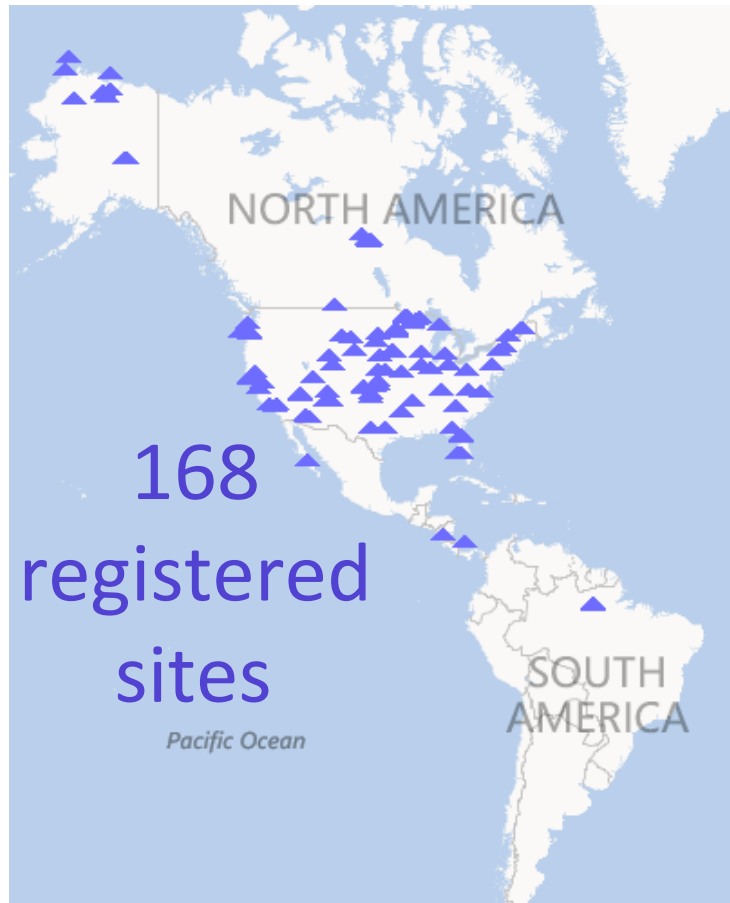 NORTH AMERICA
168
registered
sites
SOUTH
AMERICA
Pacific Ocean